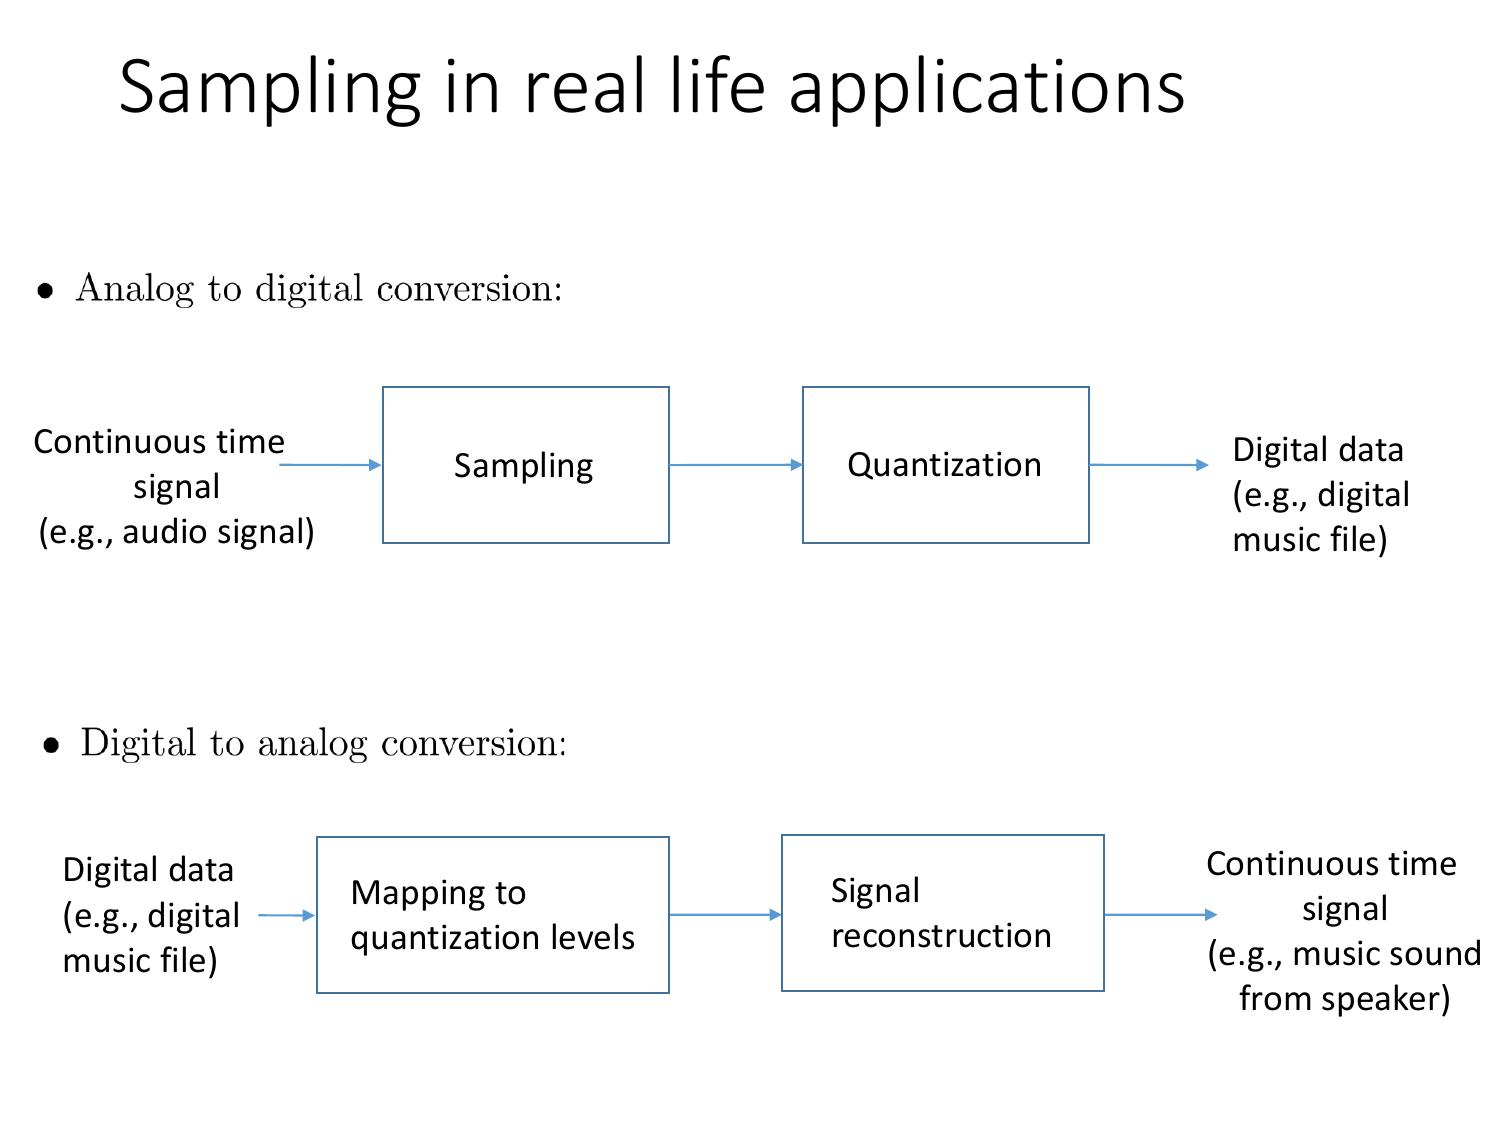 Sampling in real life applications
• Analog to digital conversion:
Continuous time
signal
(e.g., audio signal)
Sampling
Quantization
Digital data
(e.g., digital
music file)
• Digital to analog conversion:
Digital data
(e.g., digital
music file)
Mapping to
quantization levels
Signal
reconstruction
Continuous time
signal
(e.g., music sound
from speaker)